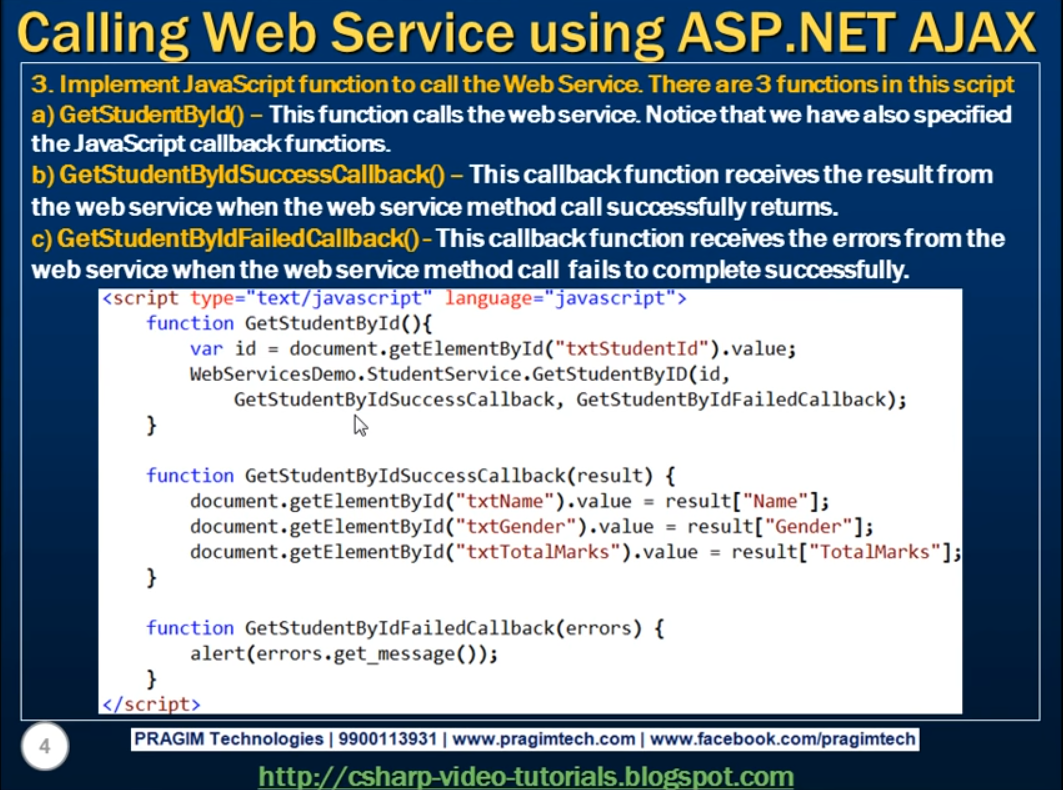 Calling Web Service using ASP.NET AJAX
3. Implement JavaScript function to call the Web Service. There are 3 functions in this script
a) GetStudentById() – This function calls the web service. Notice that we have also specified
the JavaScript callback functions.
b) GetStudentByIdSuccessCallback() – This callback function receives the result from
the web service when the web service method call successfully returns.
c) GetStudentByIdFailedCallback() - This callback function receives the errors from the
web service when the web service method call fails to complete successfully.
<script type="text/javascript" language="javascript">
    function GetStudentById(){
        var id = document.getElementById("txtStudentId").value;
        WebServicesDemo.StudentService.GetStudentByID(id,
            GetStudentByIdSuccessCallback, GetStudentByIdFailedCallback);
    }
    function GetStudentByIdSuccessCallback(result) {
        document.getElementById("txtName").value = result["Name"];
        document.getElementById("txtGender").value = result["Gender"];
        document.getElementById("txtTotalMarks").value = result["TotalMarks"];
    }
    function GetStudentByIdFailedCallback(errors) {
        alert(errors.get_message());
    }
</script>
4
PRAGIM Technologies | 9900113931 | www.pragimtech.com | www.facebook.com/pragimtech
http://csharp-video-tutorials.blogspot.com